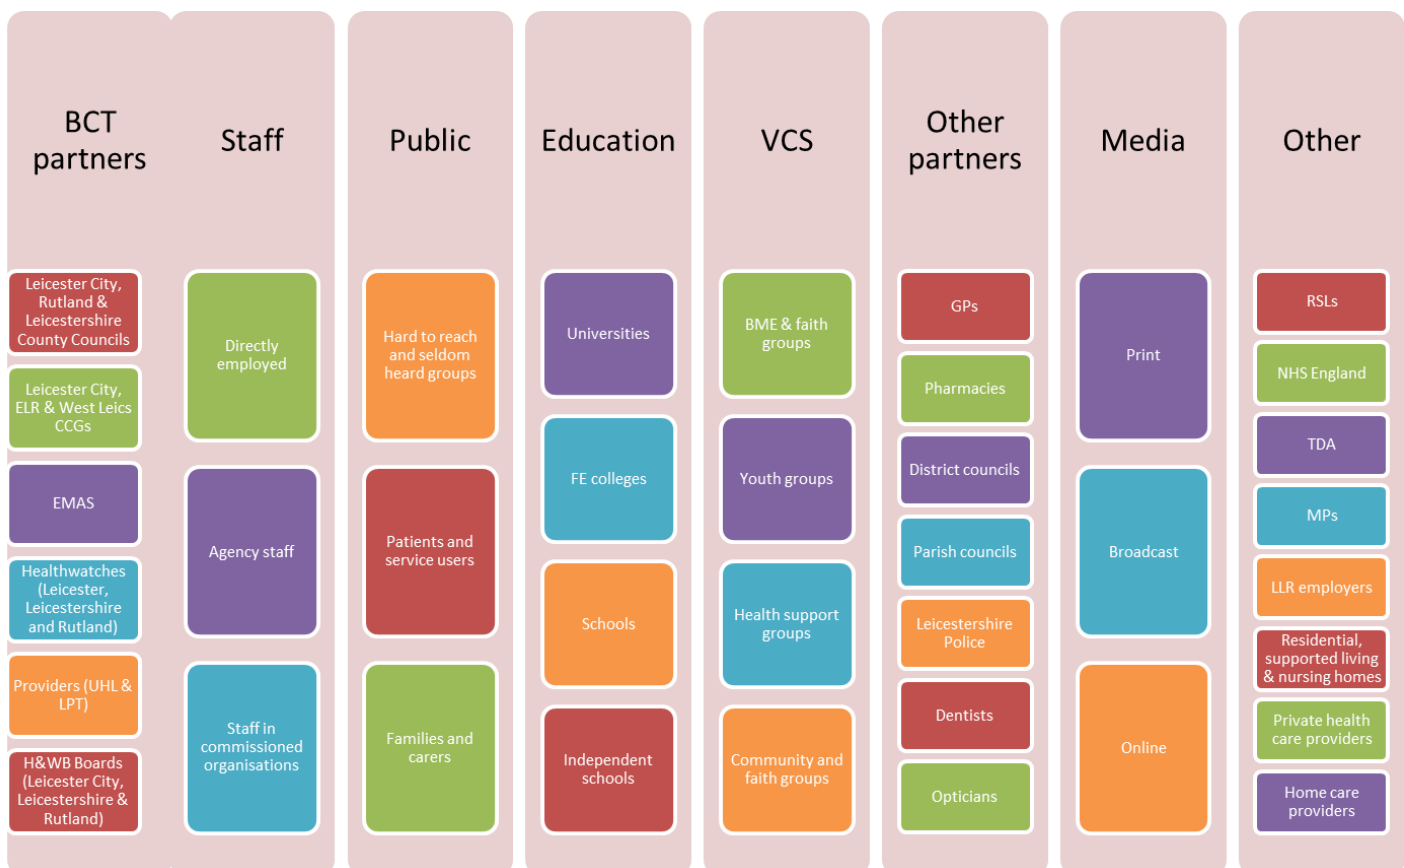 BCT
partners
Staff
Public
Education
VCS
Other
partners
Media
Other
Leicester City,
Rutland &
Leicestershire
County Councils
Leicester City,
ELR & West Leics
CCGs
EMAS
Healthwatches
(Leicester,
Leicestershire
and Rutland)
Providers (UHL &
LPT)
H&WB Boards
(Leicester City,
Leicestershire &
Rutland)
Directly
employed
Agency staff
Staff in
commissioned
organisations
Hard to reach
and seldom
heard groups
Patients and
service users
Families and
carers
Universities
FE colleges
Schools
Independent
schools
BME & faith
groups
Youth groups
Health support
groups
Community and
faith groups
GPs
Pharmacies
District councils
Parish councils
Leicestershire
Police
Dentists
Opticians
Print
Broadcast
Online
RSLs
NHS England
TDA
MPs
LLR employers
Residential,
supported living
& nursing homes
Private health
care providers
Home care
providers